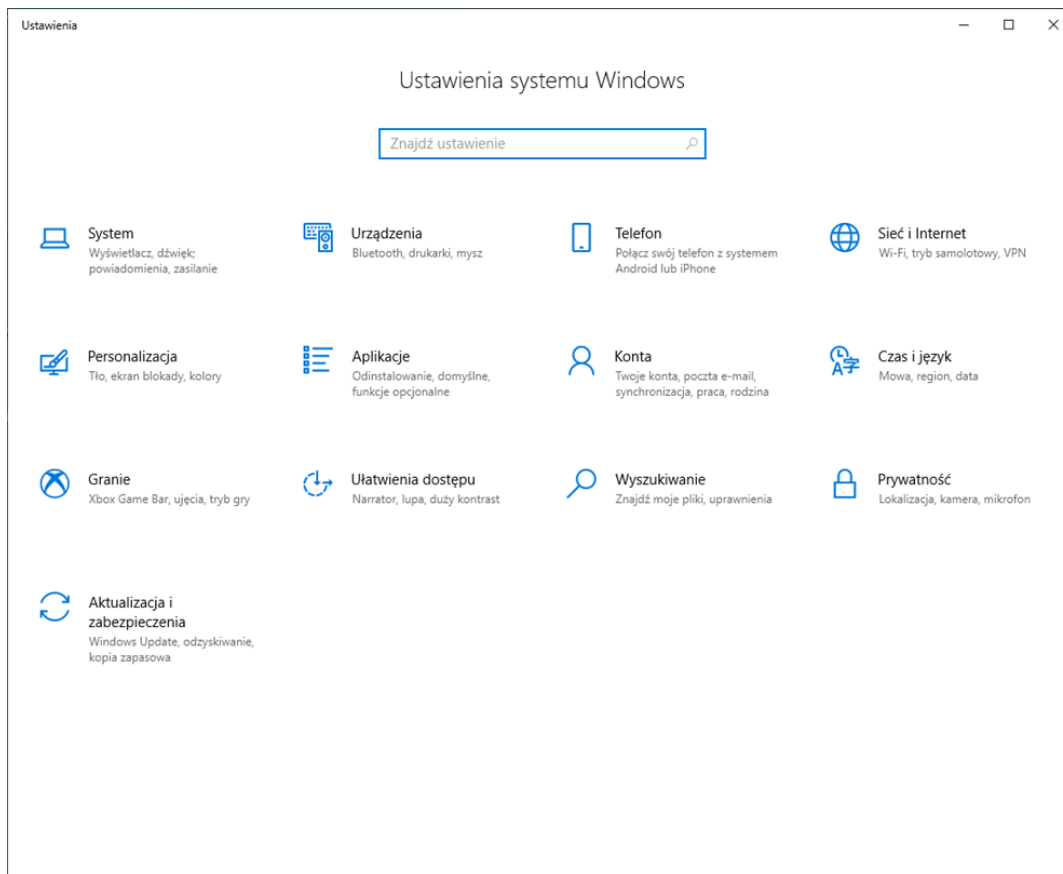 Ustawienia
Ustawienia systemu Windows
Znajdź ustawienie
System
Wyświetlacz, dźwięk;
powiadomienia, zasilanie
Urządzenia
Bluetooth, drukarki, mysz
Telefon
Połącz swój telefon z systemem
Android lub iPhone
Sieć i Internet
Wi-Fi, tryb samolotowy, VPN
Personalizacja
Tło, ekran blokady, kolory
Aplikacje
Odinstalowanie, domyślne,
funkcje opcjonalne
Konta
Twoje konta, poczta e-mail,
synchronizacja, praca, rodzina
Czas i język
Mowa, region, data
Granie
Xbox Game Bar, ujęcia, tryb gry
Ułatwienia dostępu
Narrator, lupa, duży kontrast
Wyszukiwanie
Znajdź moje pliki, uprawnienia
Prywatność
Lokalizacja, kamera, mikrofon
Aktualizacja i
zabezpieczenia
Windows Update, odzyskiwanie,
kopia zapasowa